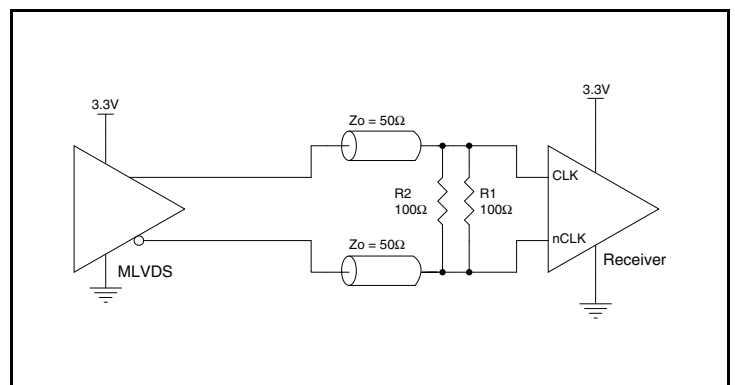 3.3V
3.3V
Zo = 50Ω
CLK
R2
100Ω
R1
100Ω
Zo = 50Ω
nCLK
MLVDS
Receiver